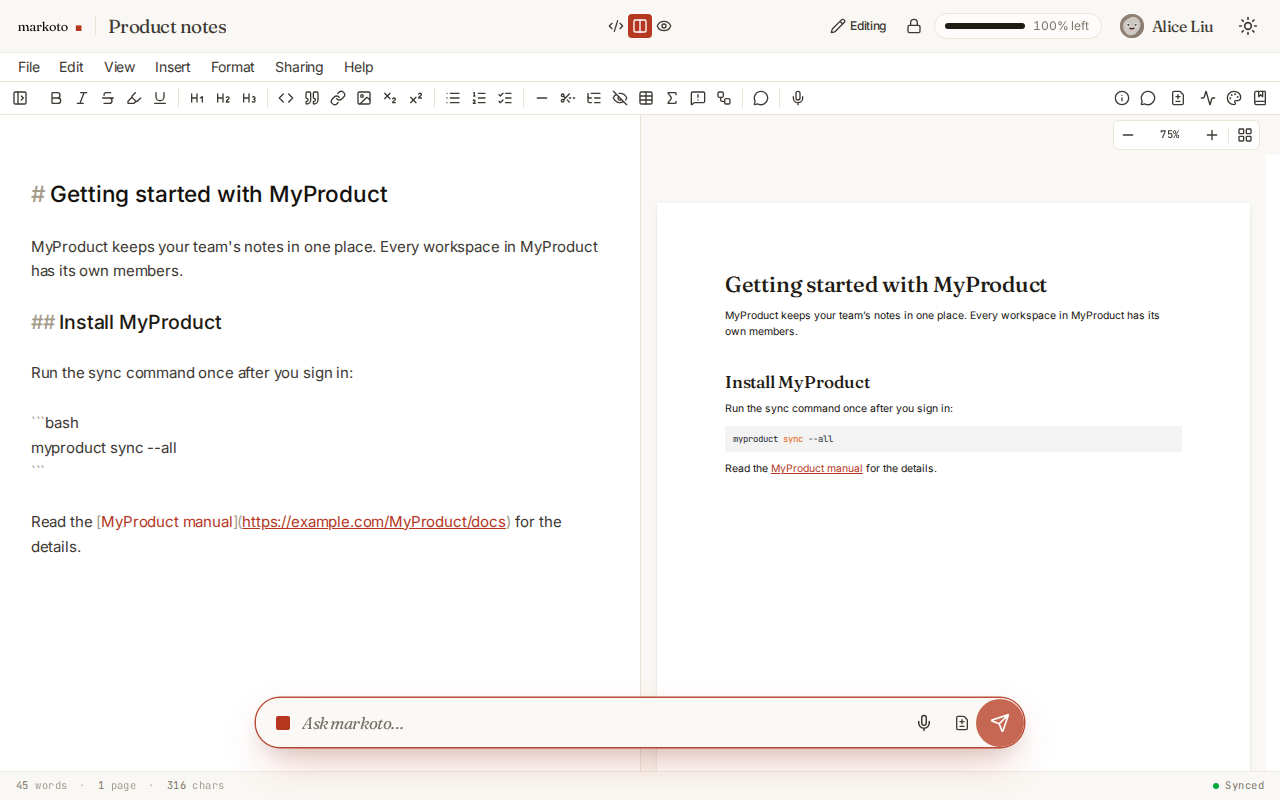 markoto
Product notes
Editing
100% left
Alice Liu
File Edit View Insert Format Sharing Help
H1 H2 H3
75%
# Getting started with MyProduct
MyProduct keeps your team's notes in one place. Every workspace in MyProduct
has its own members.
## Install MyProduct
Run the sync command once after you sign in:
```bash
myproduct sync --all
```
Read the [MyProduct manual](https://example.com/MyProduct/docs) for the
details.
Getting started with MyProduct
MyProduct keeps your team's notes in one place. Every workspace in MyProduct has its
own members.
Install MyProduct
Run the sync command once after you sign in:
myproduct sync --all
Read the MyProduct manual for the details.
Ask markoto...
45 words · 1 page · 316 chars
Synced